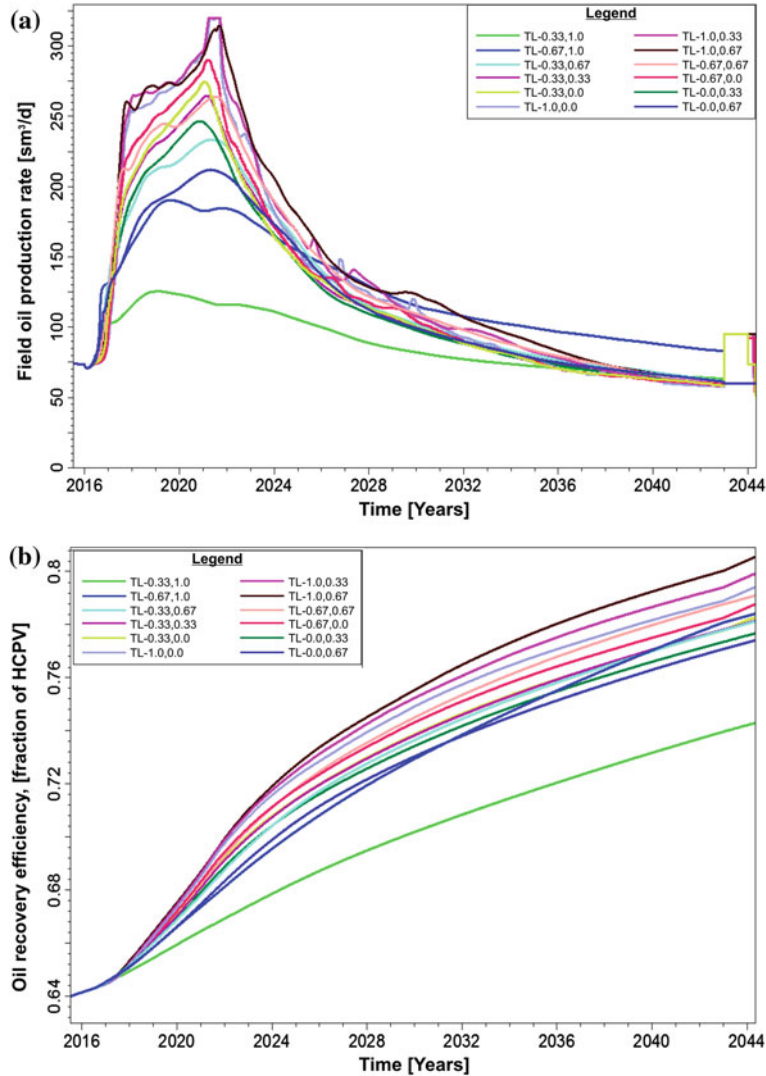 (a)
Field oil production rate [sm³/d]
300
250
200
150
100
50
0
Legend
TL-0.33,1.0
TL-0.67,1.0
TL-0.33,0.67
TL-0.33,0.33
TL-0.33,0.0
TL-1.0,0.0
TL-1.0,0.33
TL-1.0,0.67
TL-0.67,0.67
TL-0.67,0.0
TL-0.0,0.33
TL-0.0,0.67
2016 2020 2024 2028 2032 2036 2040 2044
Time [Years]
(b)
Oil recovery efficiency, [fraction of HCPV]
0.8
0.76
0.72
0.68
0.64
Legend
TL-0.33,1.0
TL-0.67,1.0
TL-0.33,0.67
TL-0.33,0.33
TL-0.33,0.0
TL-1.0,0.0
TL-1.0,0.33
TL-1.0,0.67
TL-0.67,0.67
TL-0.67,0.0
TL-0.0,0.33
TL-0.0,0.67
2016 2020 2024 2028 2032 2036 2040 2044
Time [Years]